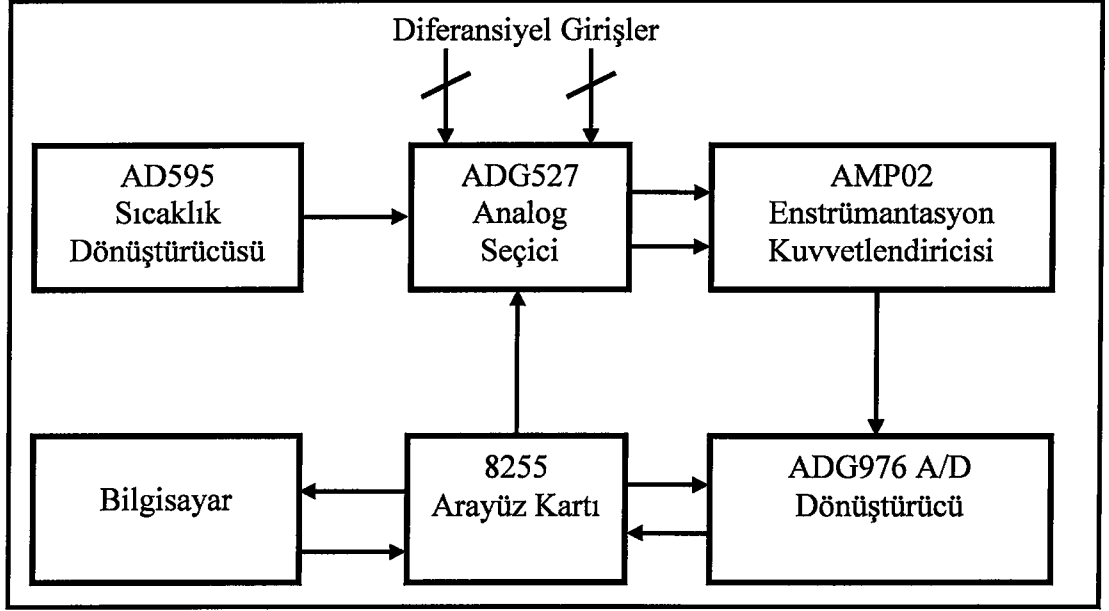 Diferansiyel Girişler
AD595
Sıcaklık
Dönüştürücüsü
ADG527
Analog
Seçici
AMP02
Enstrümantasyon
Kuvvetlendiricisi
Bilgisayar
8255
Arayüz Kartı
ADG976 A/D
Dönüştürücü